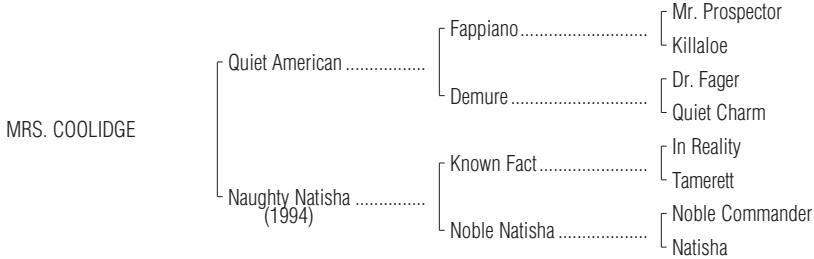 Mr. Prospector
Fappiano
Killaloe
Quiet American
Dr. Fager
Demure
Quiet Charm
MRS. COOLIDGE
In Reality
Known Fact
Tamerett
Naughty Natisha
(1994)
Noble Commander
Noble Natisha
Natisha